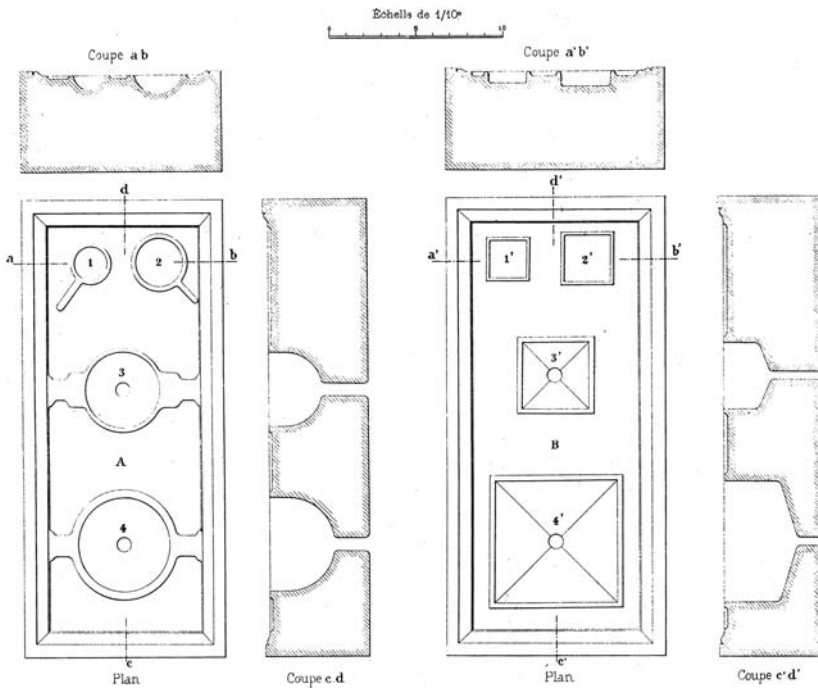 Échelle de 1/10e
Coupe a b
Coupe a' b'
d
d'
a
1
2
b
a'
1'
2'
b'
3
3'
A
B
4
4'
c
c'
Plan
Coupe c d
Plan
Coupe c' d'